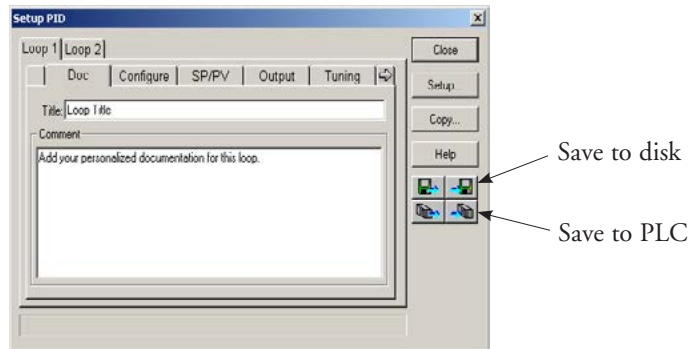 Setup PID
Loop 1 Loop 2
Doc Configure SP/PV Output Tuning
Title: Loop Title
Comment
Add your personalized documentation for this loop.
Close
Setup...
Copy...
Help
Save to disk
Save to PLC